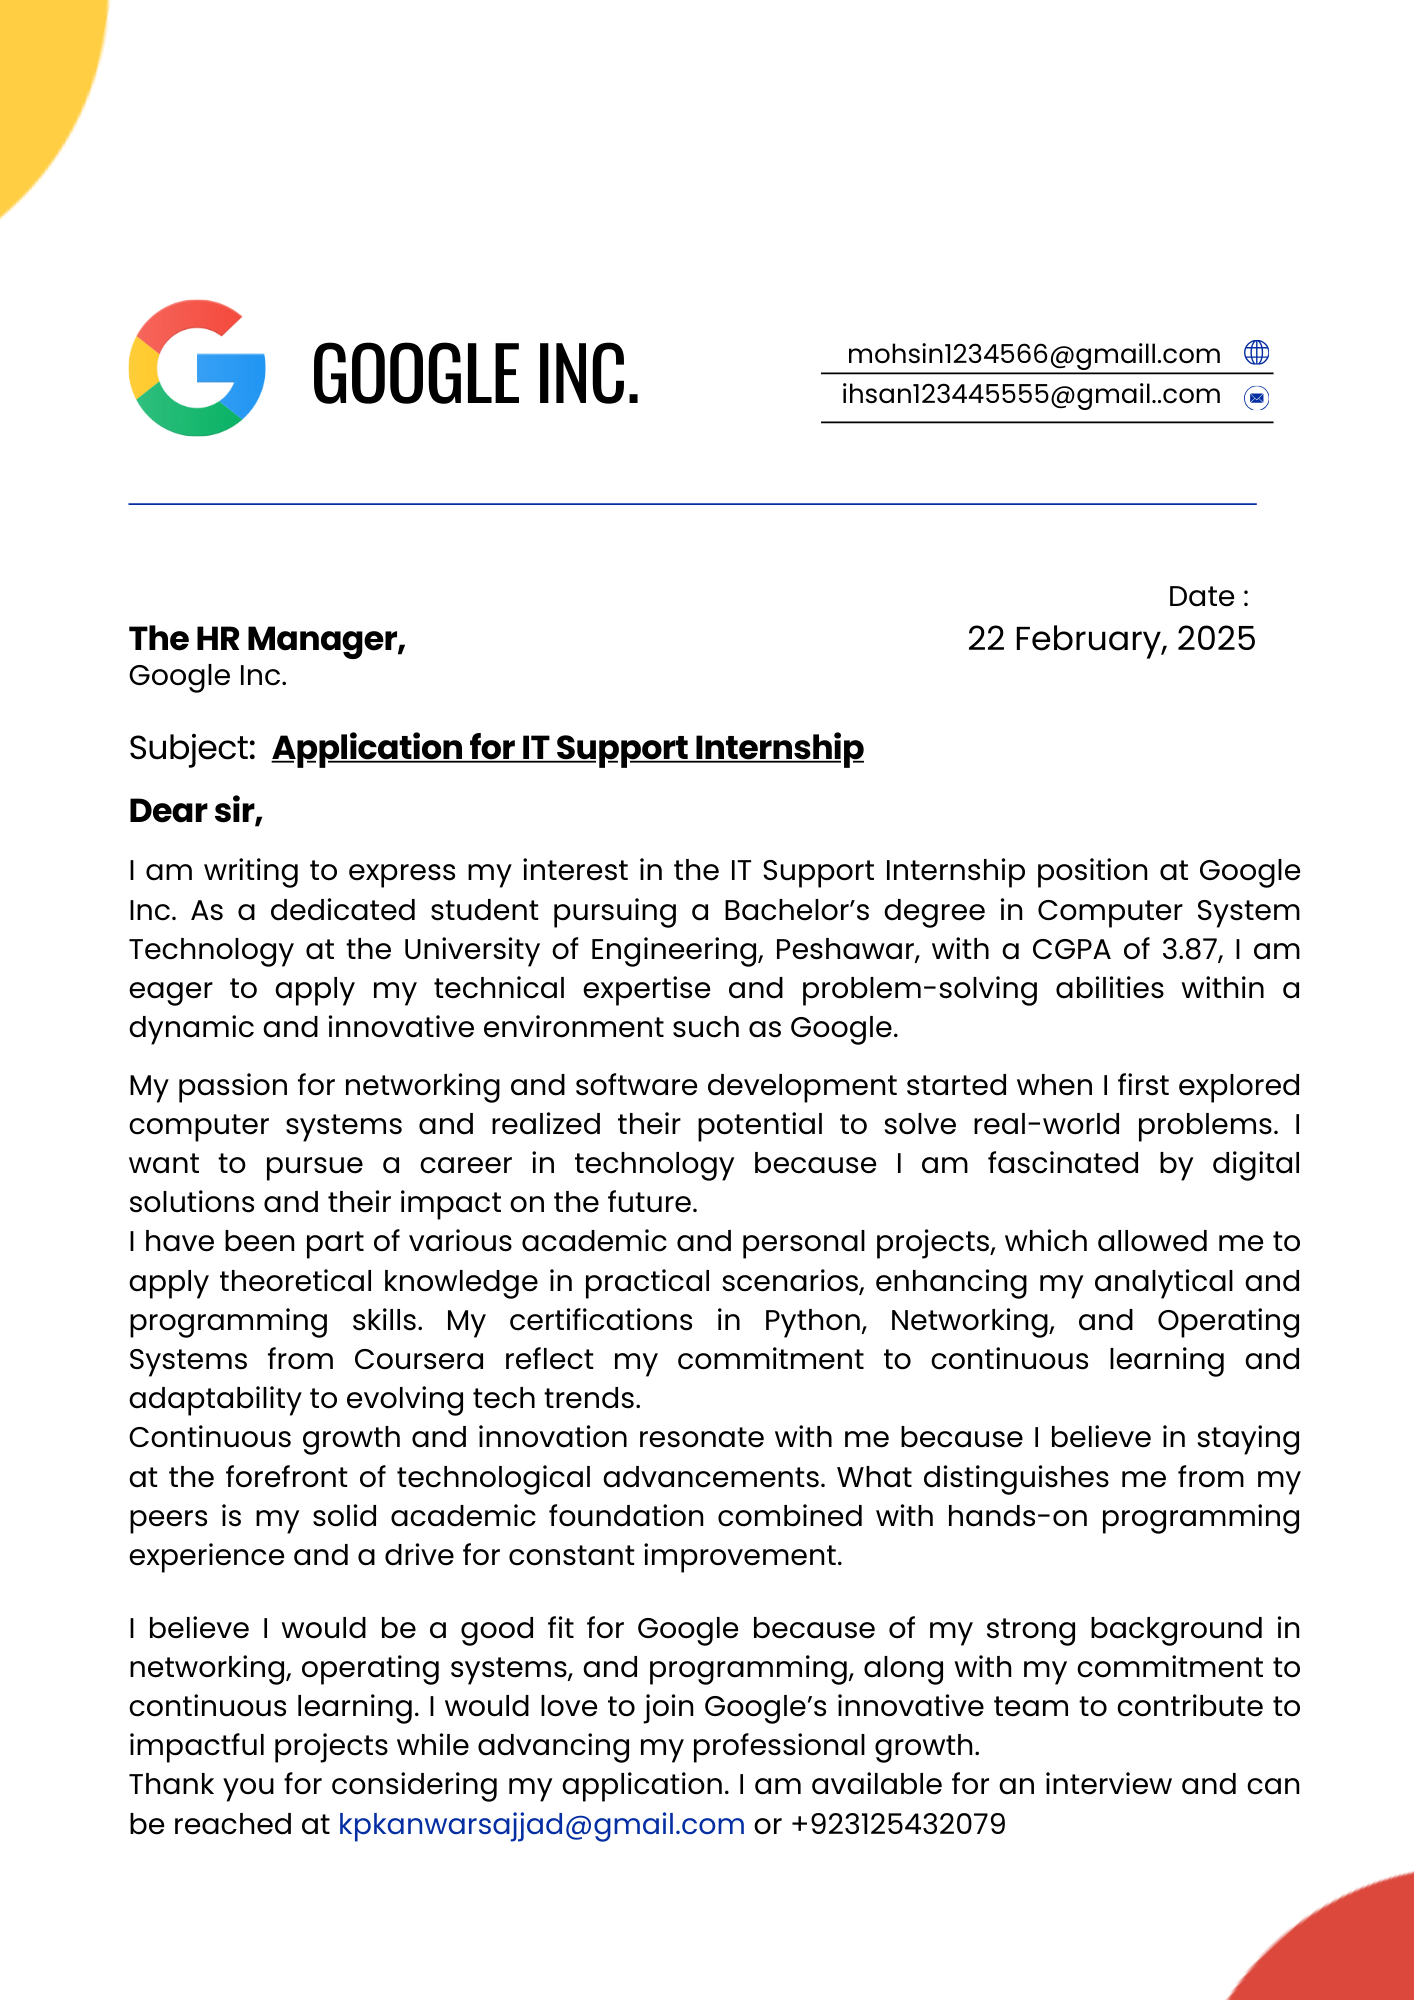 GOOGLE INC.
mohsin1234566@gmaill.com
ihsan123445555@gmail..com
Date :
The HR Manager,
22 February, 2025
Google Inc.
Subject: Application for IT Support Internship
Dear sir,
I am writing to express my interest in the IT Support Internship position at Google
Inc. As a dedicated student pursuing a Bachelor’s degree in Computer System
Technology at the University of Engineering, Peshawar, with a CGPA of 3.87, I am
eager to apply my technical expertise and problem-solving abilities within a
dynamic and innovative environment such as Google.
My passion for networking and software development started when I first explored
computer systems and realized their potential to solve real-world problems. I
want to pursue a career in technology because I am fascinated by digital
solutions and their impact on the future.
I have been part of various academic and personal projects, which allowed me to
apply theoretical knowledge in practical scenarios, enhancing my analytical and
programming skills. My certifications in Python, Networking, and Operating
Systems from Coursera reflect my commitment to continuous learning and
adaptability to evolving tech trends.
Continuous growth and innovation resonate with me because I believe in staying
at the forefront of technological advancements. What distinguishes me from my
peers is my solid academic foundation combined with hands-on programming
experience and a drive for constant improvement.
I believe I would be a good fit for Google because of my strong background in
networking, operating systems, and programming, along with my commitment to
continuous learning. I would love to join Google’s innovative team to contribute to
impactful projects while advancing my professional growth.
Thank you for considering my application. I am available for an interview and can
be reached at kpkanwarsajjad@gmail.com or +923125432079